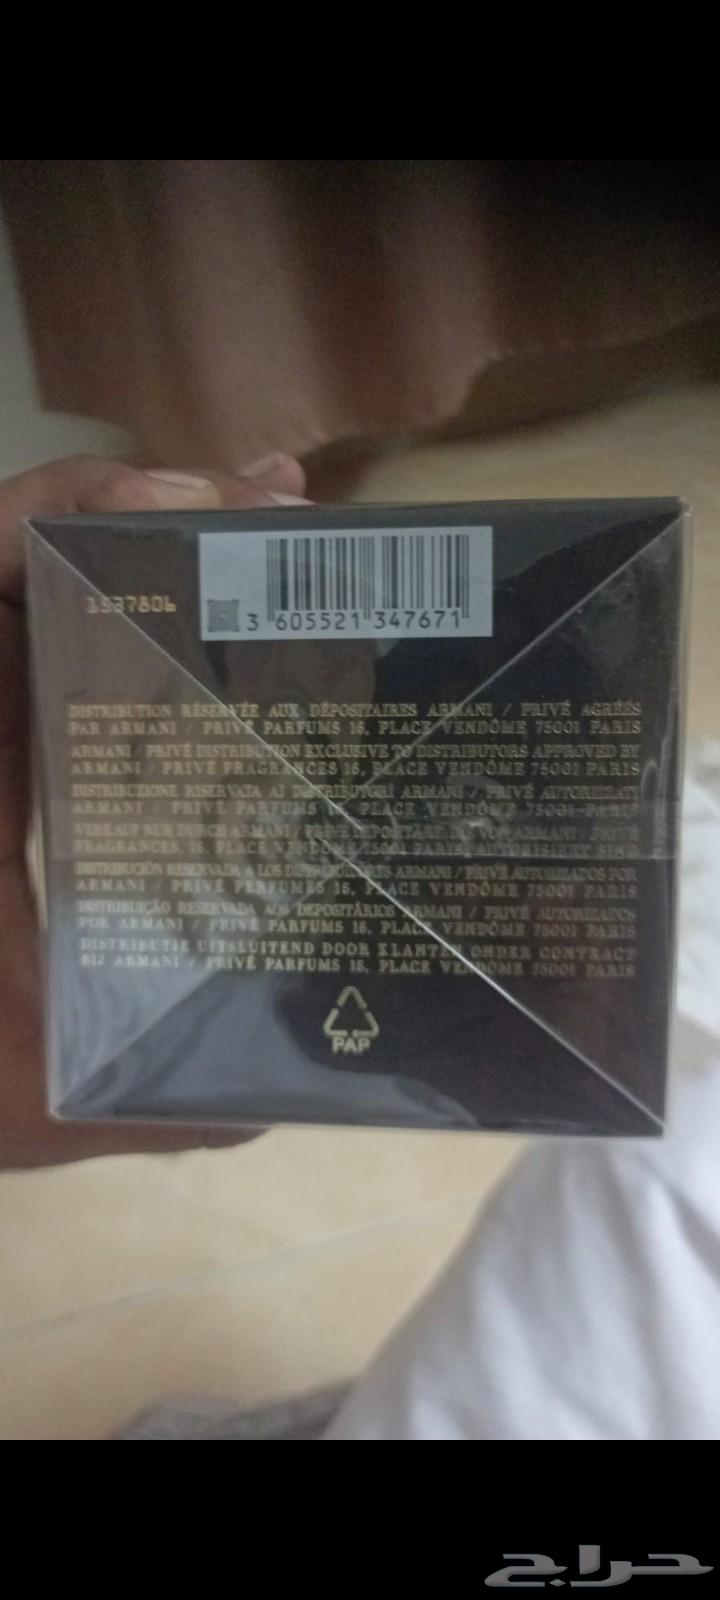 1537806
3 605521 347671
DISTRIBUTION RÉSERVÉE AUX DÉPOSITAIRES ARMANI / PRIVÉ AGRÉÉS
PAR ARMANI / PRIVÉ PARFUMS 16, PLACE VENDÔME 75001 PARIS
ARMANI / PRIVÉ DISTRIBUTION EXCLUSIVE TO DISTRIBUTORS APPROVED BY
ARMANI / PRIVÉ FRAGRANCES 16, PLACE VENDÔME 75001 PARIS
DISTRIBUZIONE RISERVATA AI DISTRIBUTORI ARMANI / PRIVÉ AUTORIZZATI
ARMANI / PRIVÉ PARFUMS 16, PLACE VENDÔME 75001 PARIS
VERKAUF NUR DURCH ARMANI / PRIVÉ DEPOSITÄRE ARMANI / PRIVÉ
FRAGRANCES, 16, PLACE VENDÔME 75001 PARIS, AUTORISIERT SIND
DISTRIBUCIÓN RESERVADA A LOS DISTRIBUIDORES ARMANI / PRIVÉ AUTORIZADOS POR
ARMANI / PRIVÉ PERFUMES 16, PLACE VENDÔME 75001 PARIS
DISTRIBUIÇÃO RESERVADA AOS DEPOSITÁRIOS ARMANI / PRIVÉ AUTORIZADOS
POR ARMANI / PRIVÉ PARFUMS 16, PLACE VENDÔME 75001 PARIS
DISTRIBUTIE UITSLUITEND DOOR KLANTEN ONDER CONTRACT
BIJ ARMANI / PRIVÉ PARFUMS 16, PLACE VENDÔME 75001 PARIS
PAP
حراج